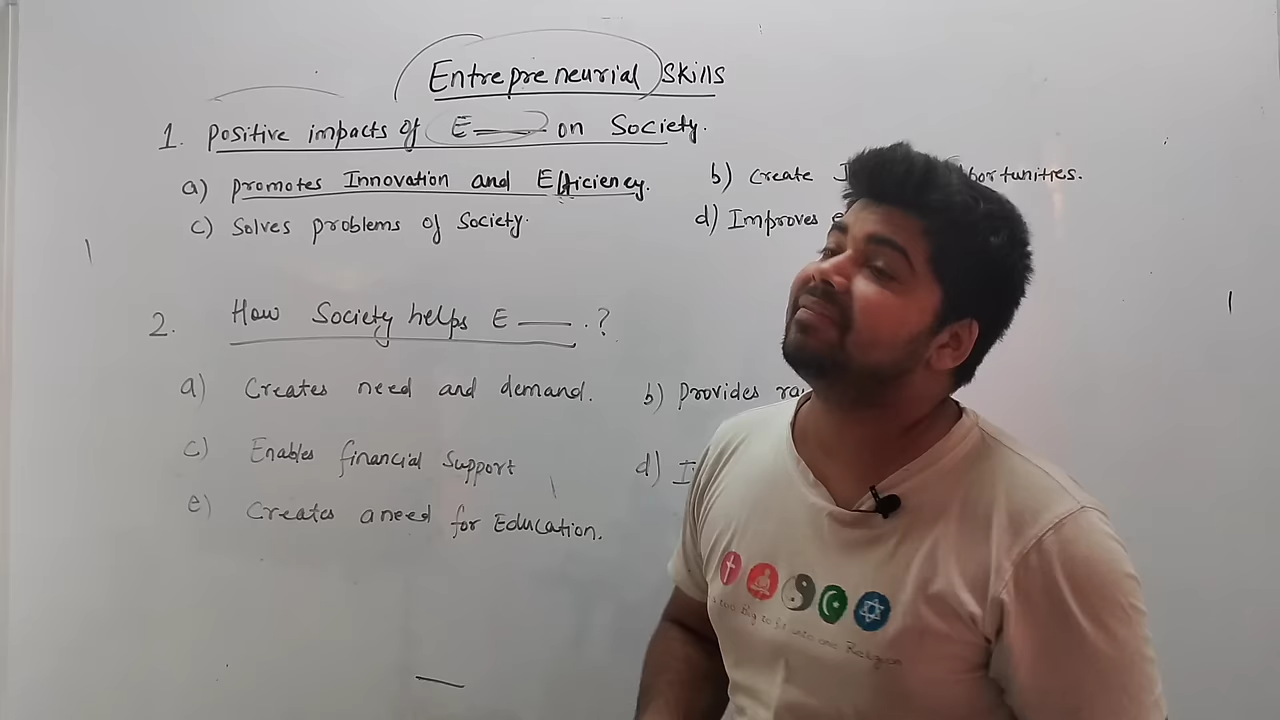 Entrepreneurial Skills
1. Positive impacts of E—— on Society.
a) Promotes Innovation and Efficiency. b) Create
c) Solves problems of Society. d) Improves
2. How Society helps E——.?
a) Creates need and demand. b) Provides
c) Enables financial Support d)
e) Creates a need for Education.